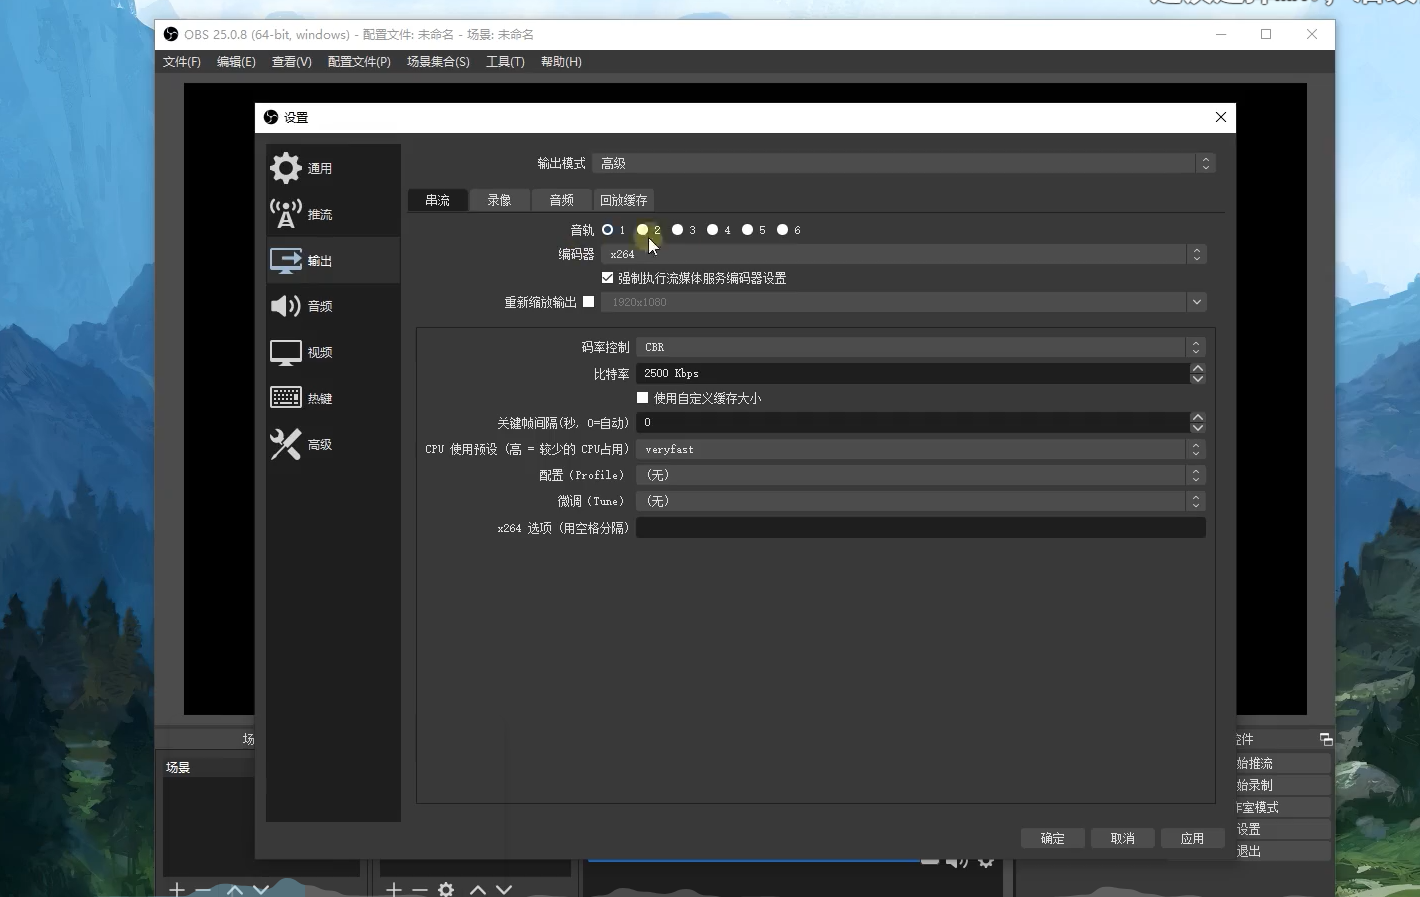 OBS 25.0.8 (64-bit, windows) - 配置文件: 未命名 - 场景: 未命名
文件(F) 编辑(E) 查看(V) 配置文件(P) 场景集合(S) 工具(T) 帮助(H)
设置
通用
推流
输出
音频
视频
热键
高级
输出模式 高级
串流 录像 音频 回放缓存
音轨 1 2 3 4 5 6
编码器 x264
强制执行流媒体服务编码器设置
重新缩放输出 1920x1080
码率控制 CBR
比特率 2500 Kbps
使用自定义缓存大小
关键帧间隔(秒, 0=自动) 0
CPU 使用预设 (高 = 较少的 CPU占用) veryfast
配置 (Profile) (无)
微调 (Tune) (无)
x264 选项 (用空格分隔)
确定 取消 应用
场
场景
控件
始推流
始录制
作室模式
设置
退出